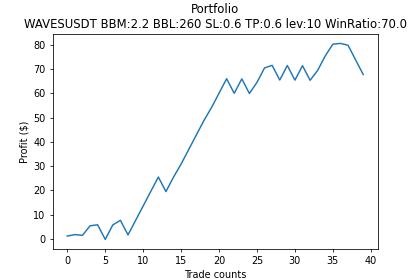 Portfolio
WAVESUSDT BBM:2.2 BBL:260 SL:0.6 TP:0.6 lev:10 WinRatio:70.0
80
70
60
50
40
30
20
10
0
Profit ($)
0 5 10 15 20 25 30 35 40
Trade counts